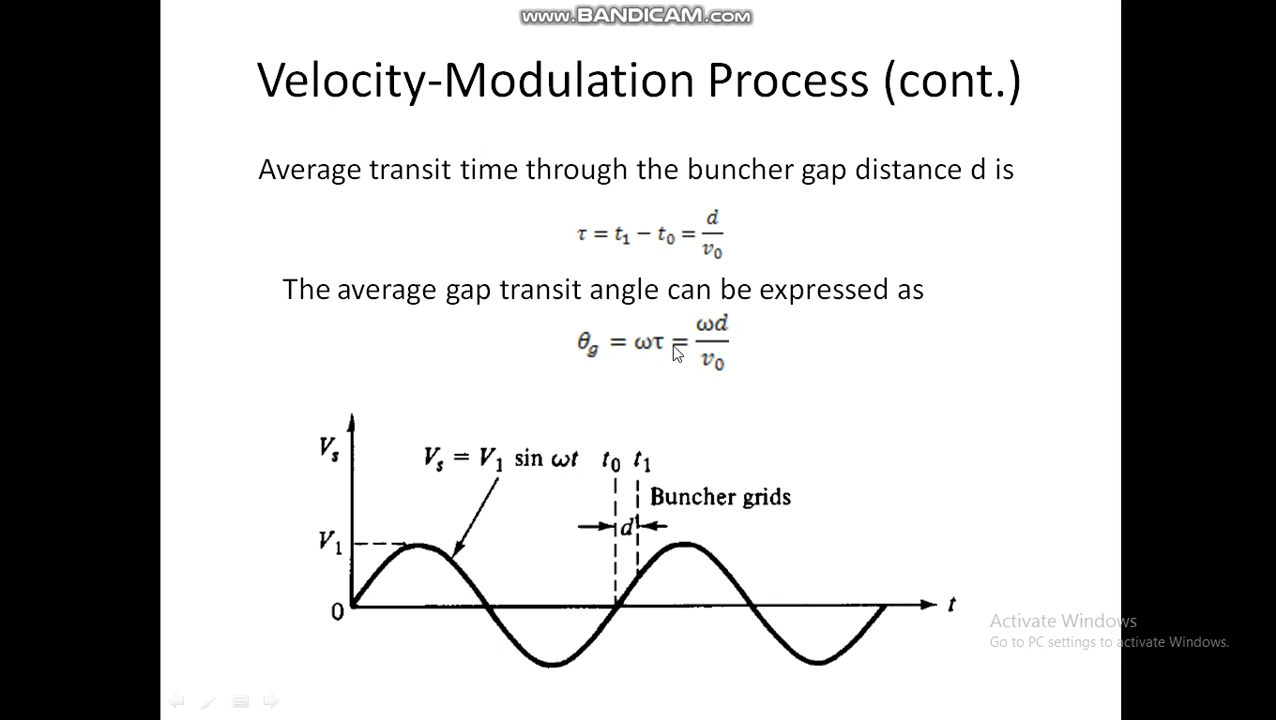 www.BANDICAM.com
Velocity-Modulation Process (cont.)
Average transit time through the buncher gap distance d is
τ = t₁ − t₀ = d/v₀
The average gap transit angle can be expressed as
θg = ωτ = ωd/v₀
Vs
Vs = V₁ sin ωt t₀ t₁
Buncher grids
d
V₁
0
t
Activate Windows
Go to PC settings to activate Windows.